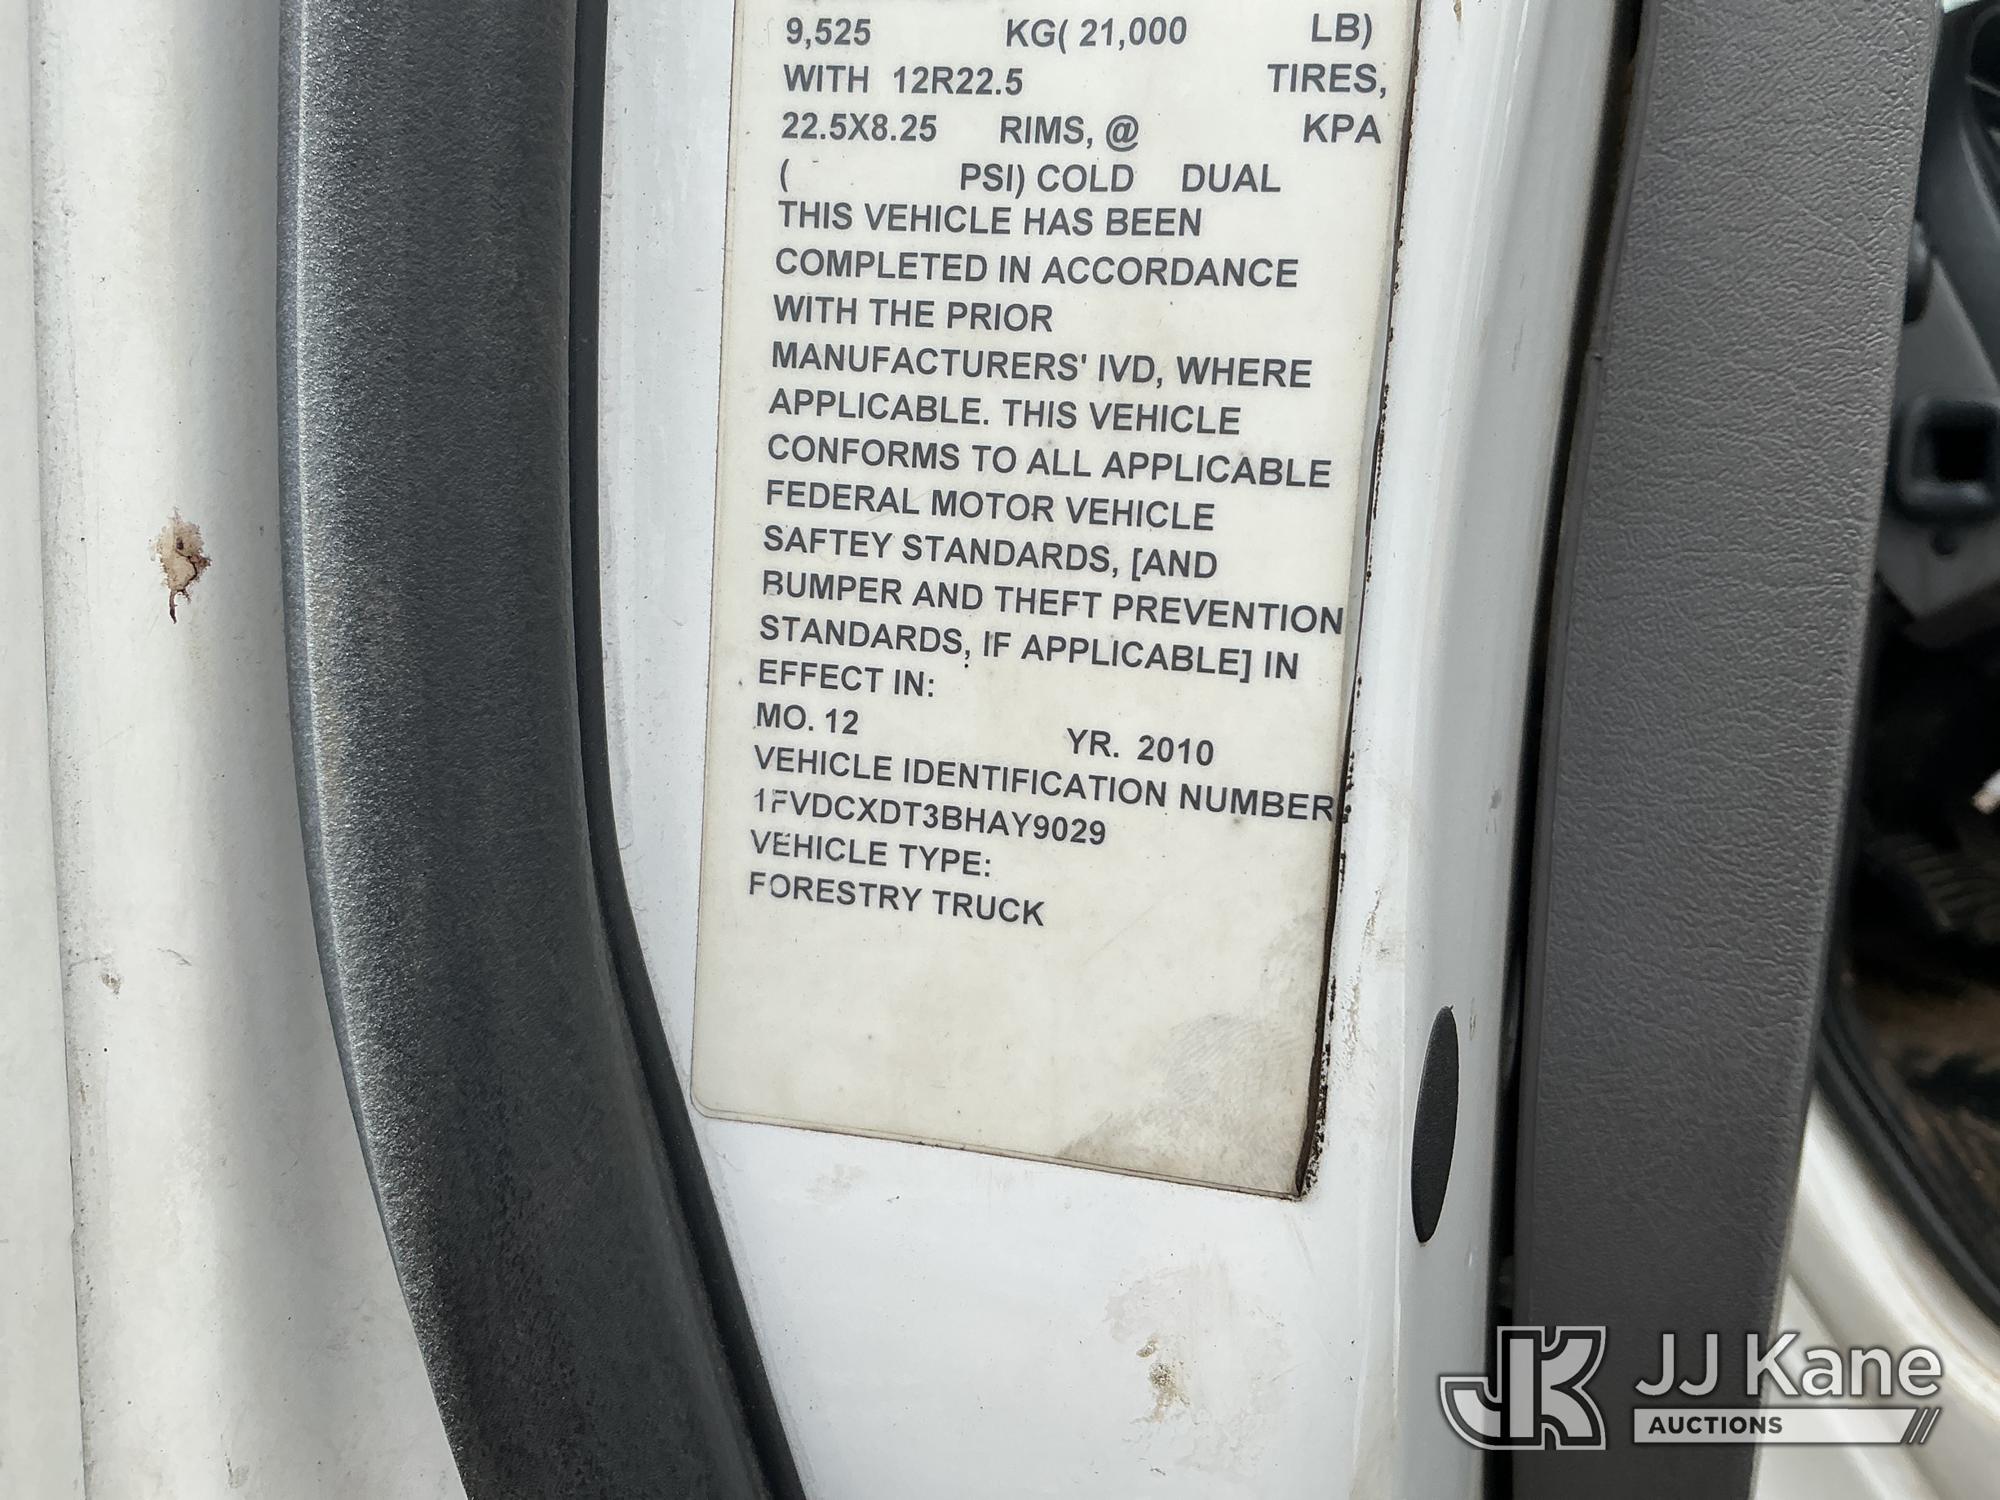 9,525 KG( 21,000 LB)
WITH 12R22.5 TIRES,
22.5X8.25 RIMS, @ KPA
( PSI) COLD DUAL
THIS VEHICLE HAS BEEN
COMPLETED IN ACCORDANCE
WITH THE PRIOR
MANUFACTURERS' IVD, WHERE
APPLICABLE. THIS VEHICLE
CONFORMS TO ALL APPLICABLE
FEDERAL MOTOR VEHICLE
SAFTEY STANDARDS, [AND
BUMPER AND THEFT PREVENTION
STANDARDS, IF APPLICABLE] IN
EFFECT IN:
MO. 12 YR. 2010
VEHICLE IDENTIFICATION NUMBER
1FVDCXDT3BHAY9029
VEHICLE TYPE:
FORESTRY TRUCK
JK JJ Kane
AUCTIONS